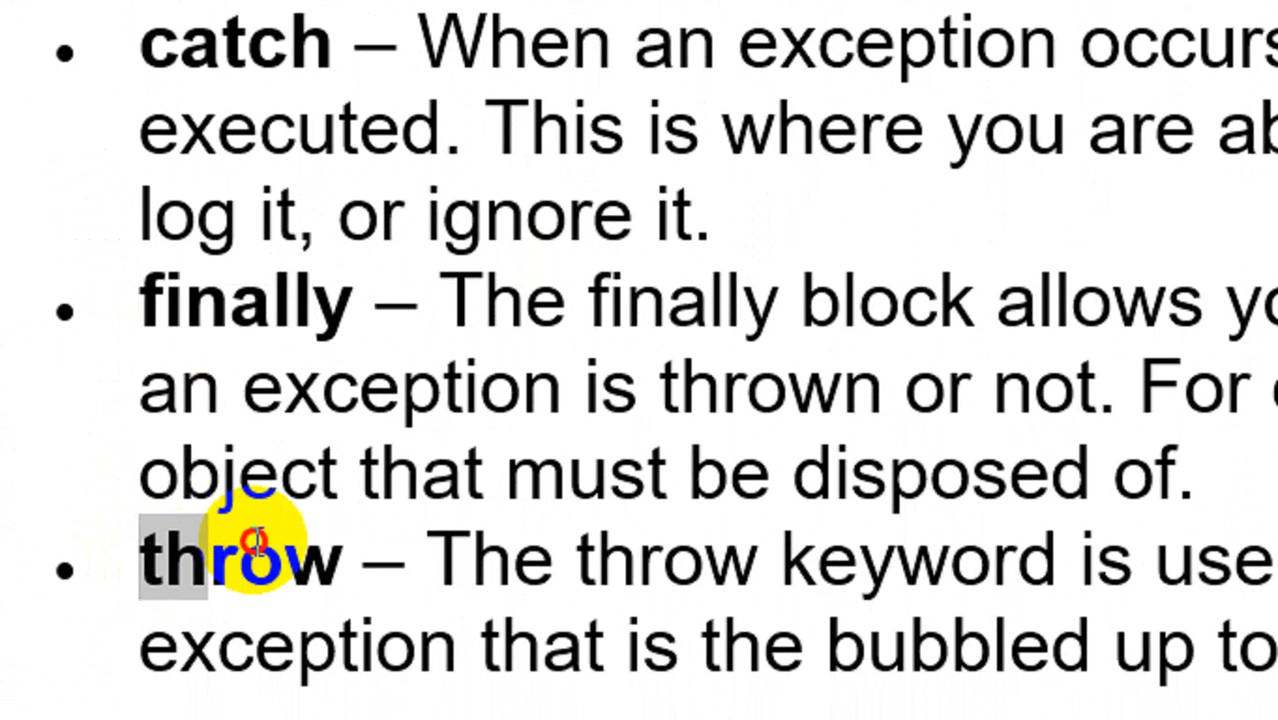 • catch – When an exception occurs
executed. This is where you are ab
log it, or ignore it.
• finally – The finally block allows yo
an exception is thrown or not. For
object that must be disposed of.
• throw – The throw keyword is use
exception that is the bubbled up to